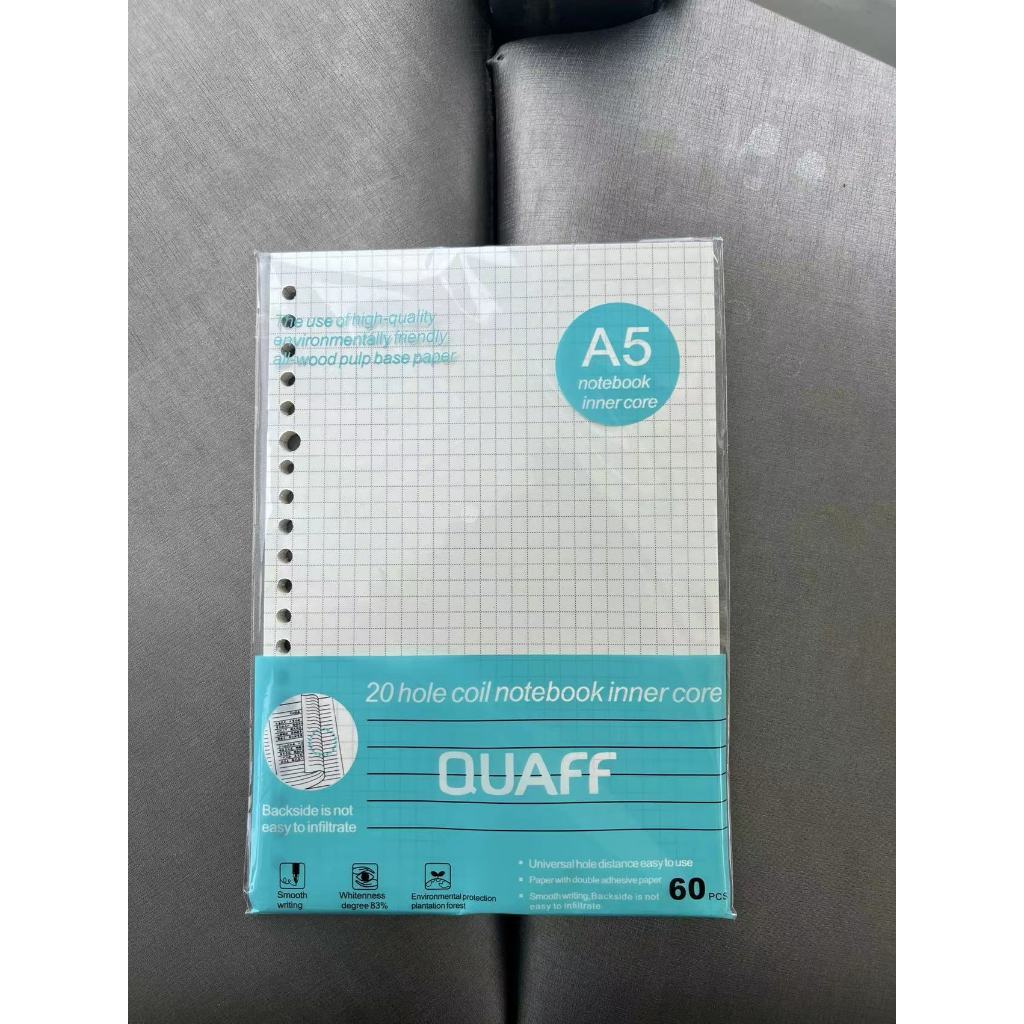 The use of high-quality
environmentally friendly
all-wood pulp base paper
A5
notebook
inner core
20 hole coil notebook inner core
QUAFF
Backside is not
easy to infiltrate
Smooth
writing
Whiteness
degree 83%
Environmental protection
plantation forest
Universal hole distance easy to use
Paper with double adhesive paper
Smooth writing,Backside is not
easy to infiltrate
60 PCS